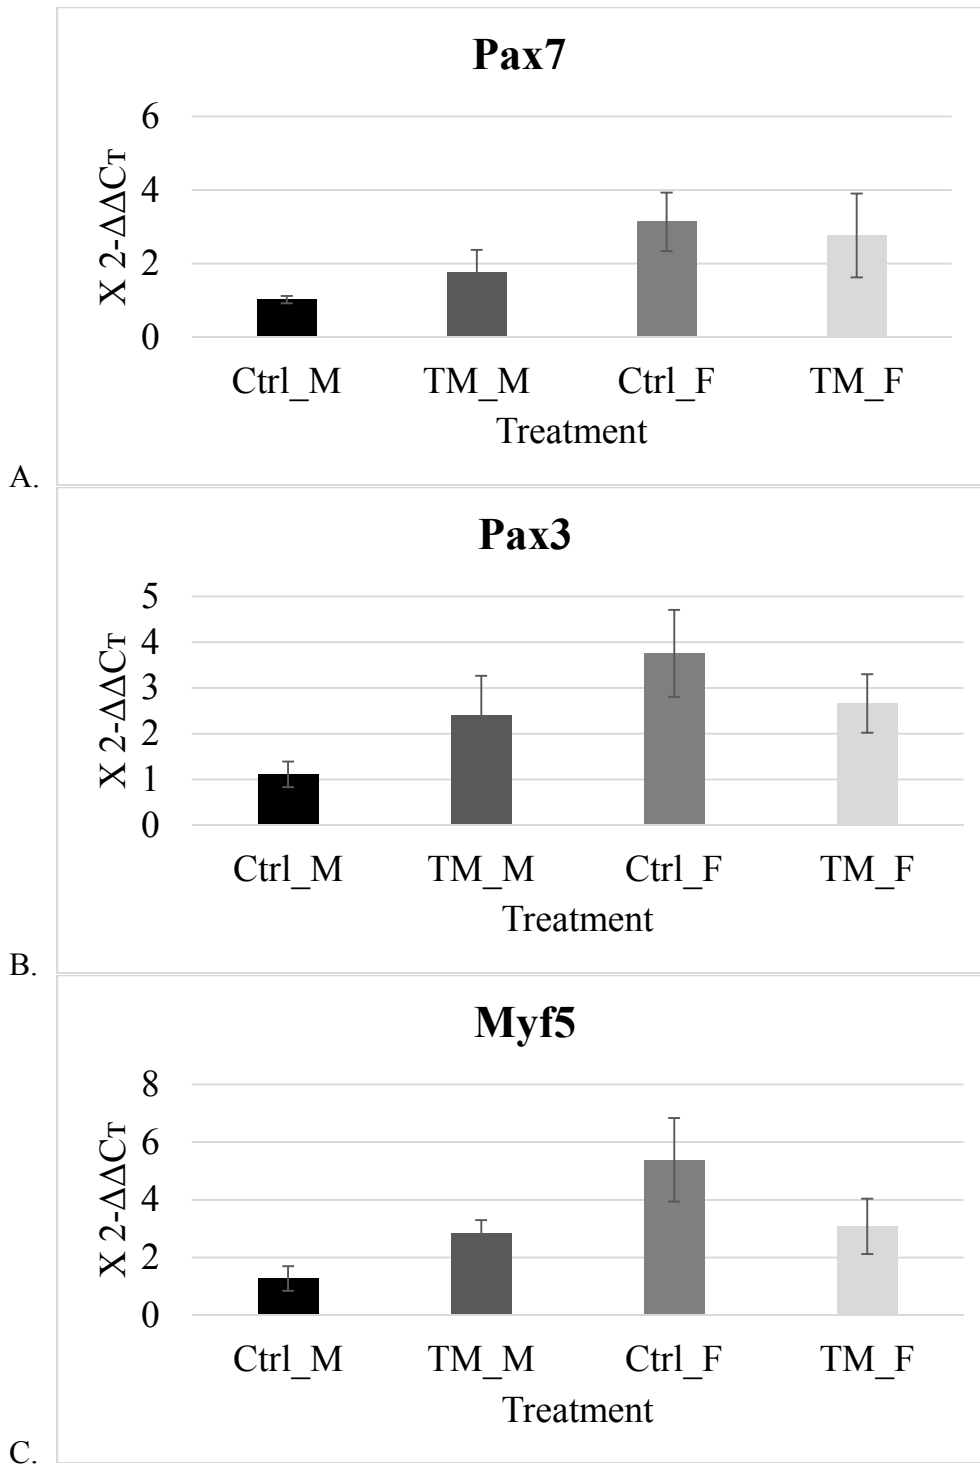 Pax7
6
4
2
0
X 2-ΔΔCT
Ctrl_M TM_M Ctrl_F TM_F
Treatment
A.
Pax3
5
4
3
2
1
0
X 2-ΔΔCT
Ctrl_M TM_M Ctrl_F TM_F
Treatment
B.
Myf5
8
6
4
2
0
X 2-ΔΔCT
Ctrl_M TM_M Ctrl_F TM_F
Treatment
C.